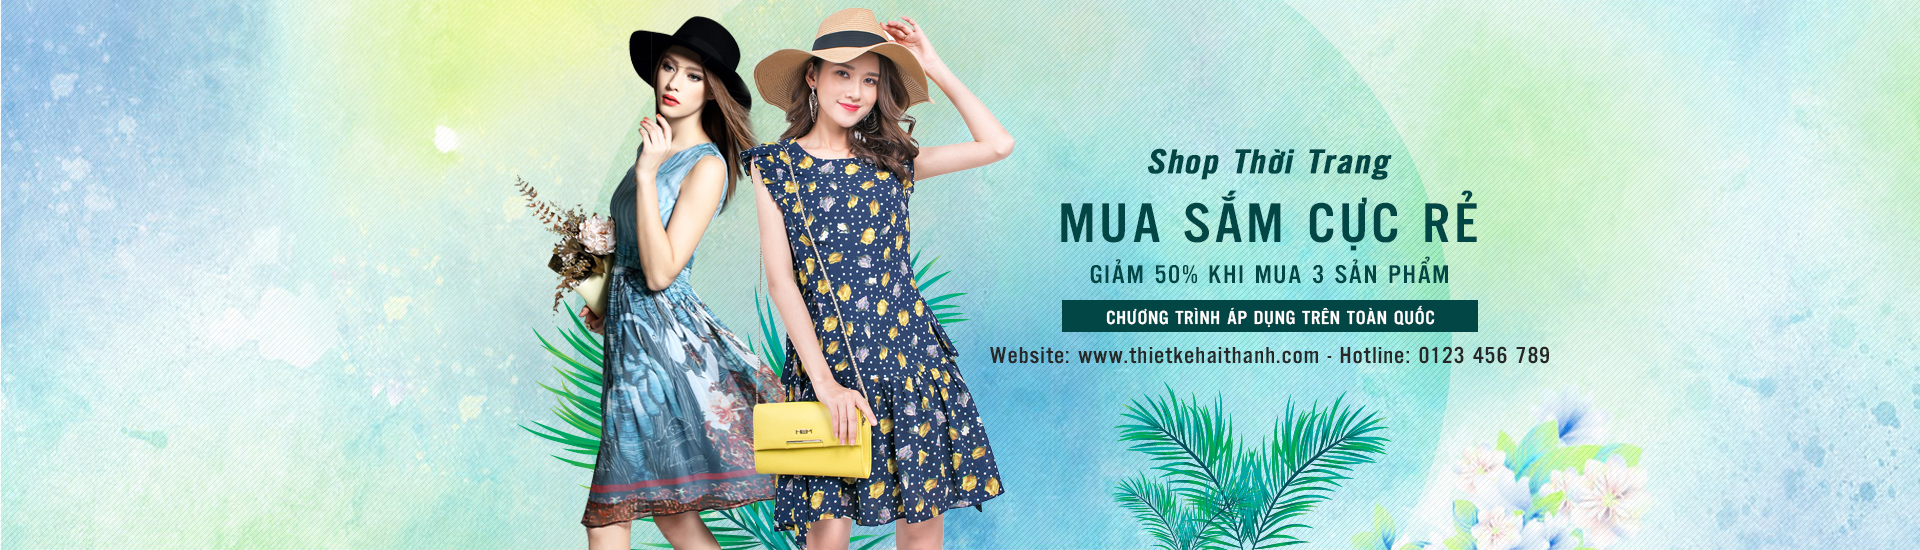 Shop Thời Trang
MUA SẮM CỰC RẺ
GIẢM 50% KHI MUA 3 SẢN PHẨM
CHƯƠNG TRÌNH ÁP DỤNG TRÊN TOÀN QUỐC
Website: www.thietkehaithanh.com - Hotline: 0123 456 789